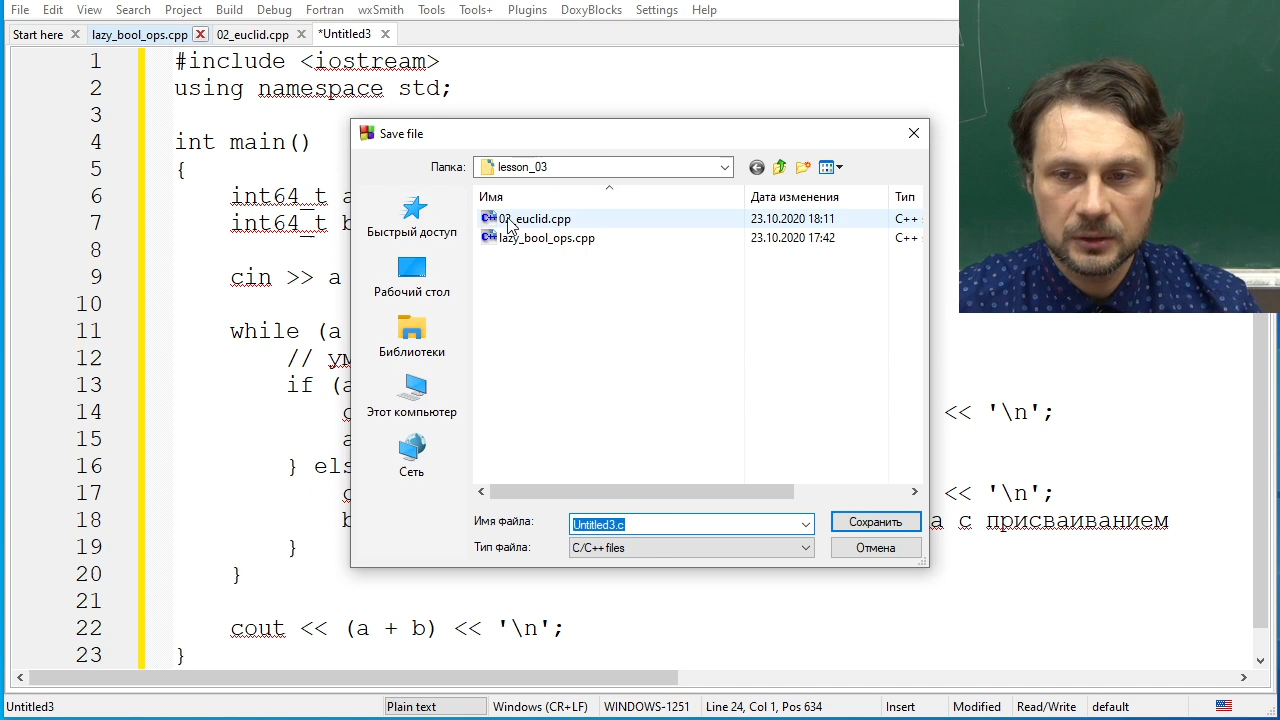 File Edit View Search Project Build Debug Fortran wxSmith Tools Tools+ Plugins DoxyBlocks Settings Help
Start here lazy_bool_ops.cpp 02_euclid.cpp *Untitled3
1 #include <iostream>
2 using namespace std;
3
4 int main()
5 {
6 int64_t a
7 int64_t b
8
9 cin >> a
10
11 while (a
12 // ум
13 if (a
14 c << '\n';
15 a
16 } els
17 c << '\n';
18 b а с присваиванием
19 }
20 }
21
22 cout << (a + b) << '\n';
23 }
Save file
Папка: lesson_03
Быстрый доступ
Рабочий стол
Библиотеки
Этот компьютер
Сеть
Имя Дата изменения Тип
02_euclid.cpp 23.10.2020 18:11 C++
lazy_bool_ops.cpp 23.10.2020 17:42 C++
Имя файла: Untitled3.c Сохранить
Тип файла: C/C++ files Отмена
Untitled3 Plain text Windows (CR+LF) WINDOWS-1251 Line 24, Col 1, Pos 634 Insert Modified Read/Write default